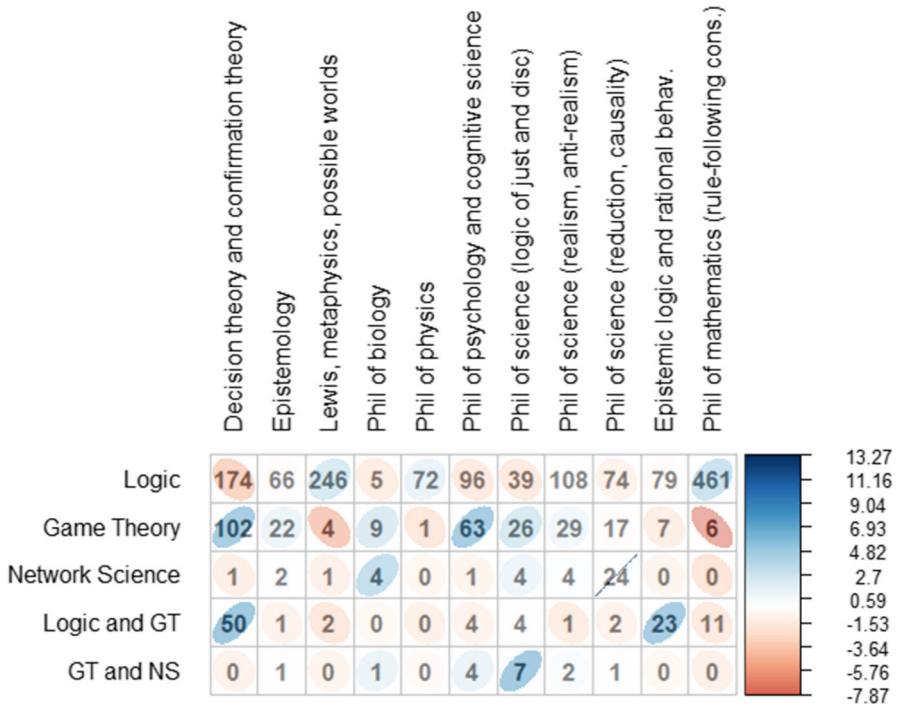 Decision theory and confirmation theory
Epistemology
Lewis, metaphysics, possible worlds
Phil of biology
Phil of physics
Phil of psychology and cognitive science
Phil of science (logic of just and disc)
Phil of science (realism, anti-realism)
Phil of science (reduction, causality)
Epistemic logic and rational behav.
Phil of mathematics (rule-following cons.)
Logic 174 66 246 5 72 96 39 108 74 79 461
Game Theory 102 22 4 9 1 63 26 29 17 7 6
Network Science 1 2 1 4 0 1 4 4 24 0 0
Logic and GT 50 1 2 0 0 4 4 1 2 23 11
GT and NS 0 1 0 1 0 4 7 2 1 0 0
13.27
11.16
9.04
6.93
4.82
2.7
0.59
-1.53
-3.64
-5.76
-7.87